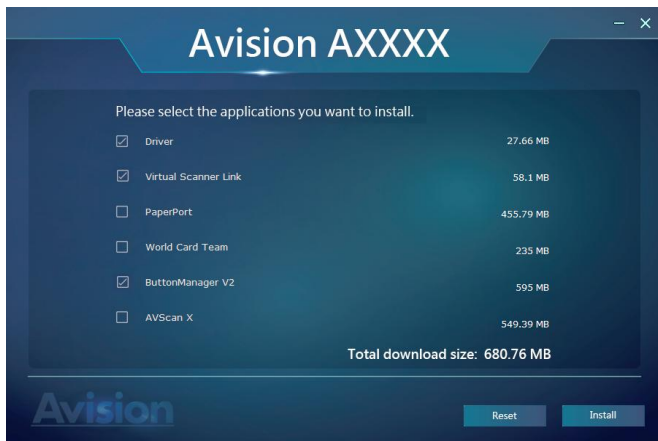 Avision AXXXX
Please select the applications you want to install.
Driver 27.66 MB
Virtual Scanner Link 58.1 MB
PaperPort 455.79 MB
World Card Team 235 MB
ButtonManager V2 595 MB
AVScan X 549.39 MB
Total download size: 680.76 MB
Avision
Reset Install